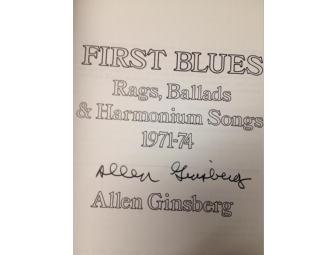 FIRST BLUES
Rags, Ballads
& Harmonium Songs
1971-74
Allen Ginsberg
Allen Ginsberg